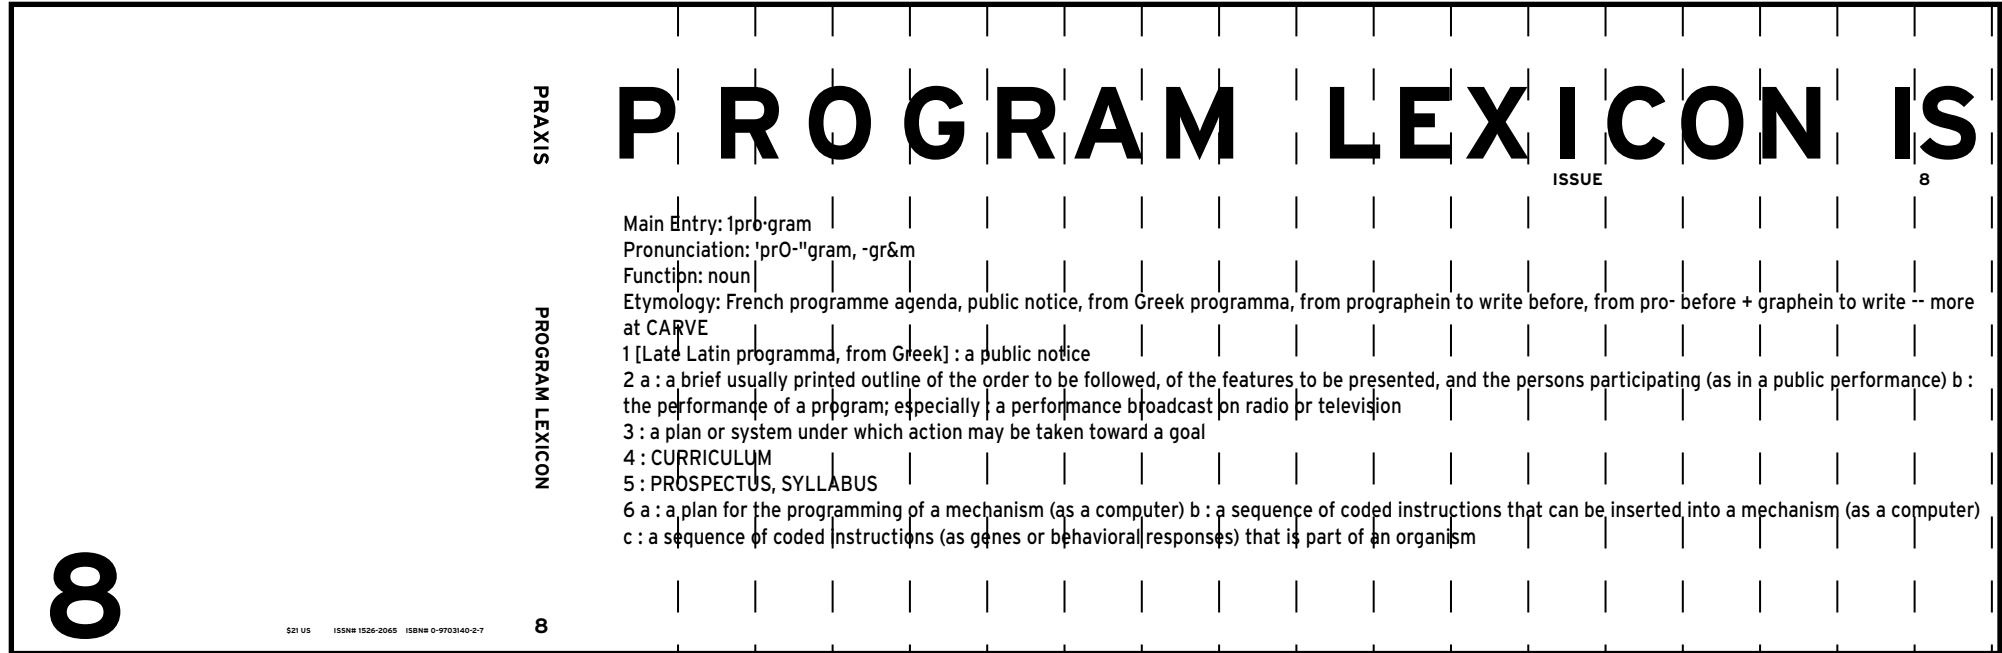 8
$21 US ISSN# 1526-2065 ISBN# 0-9703140-2-7
PRAXIS
PROGRAM LEXICON
8
PROGRAM LEXICON IS
ISSUE 8
Main Entry: 1pro·gram
Pronunciation: 'prO-"gram, -gr&m
Function: noun
Etymology: French programme agenda, public notice, from Greek programma, from prographein to write before, from pro- before + graphein to write -- more
at CARVE
1 [Late Latin programma, from Greek] : a public notice
2 a : a brief usually printed outline of the order to be followed, of the features to be presented, and the persons participating (as in a public performance) b :
the performance of a program; especially : a performance broadcast on radio or television
3 : a plan or system under which action may be taken toward a goal
4 : CURRICULUM
5 : PROSPECTUS, SYLLABUS
6 a : a plan for the programming of a mechanism (as a computer) b : a sequence of coded instructions that can be inserted into a mechanism (as a computer)
c : a sequence of coded instructions (as genes or behavioral responses) that is part of an organism